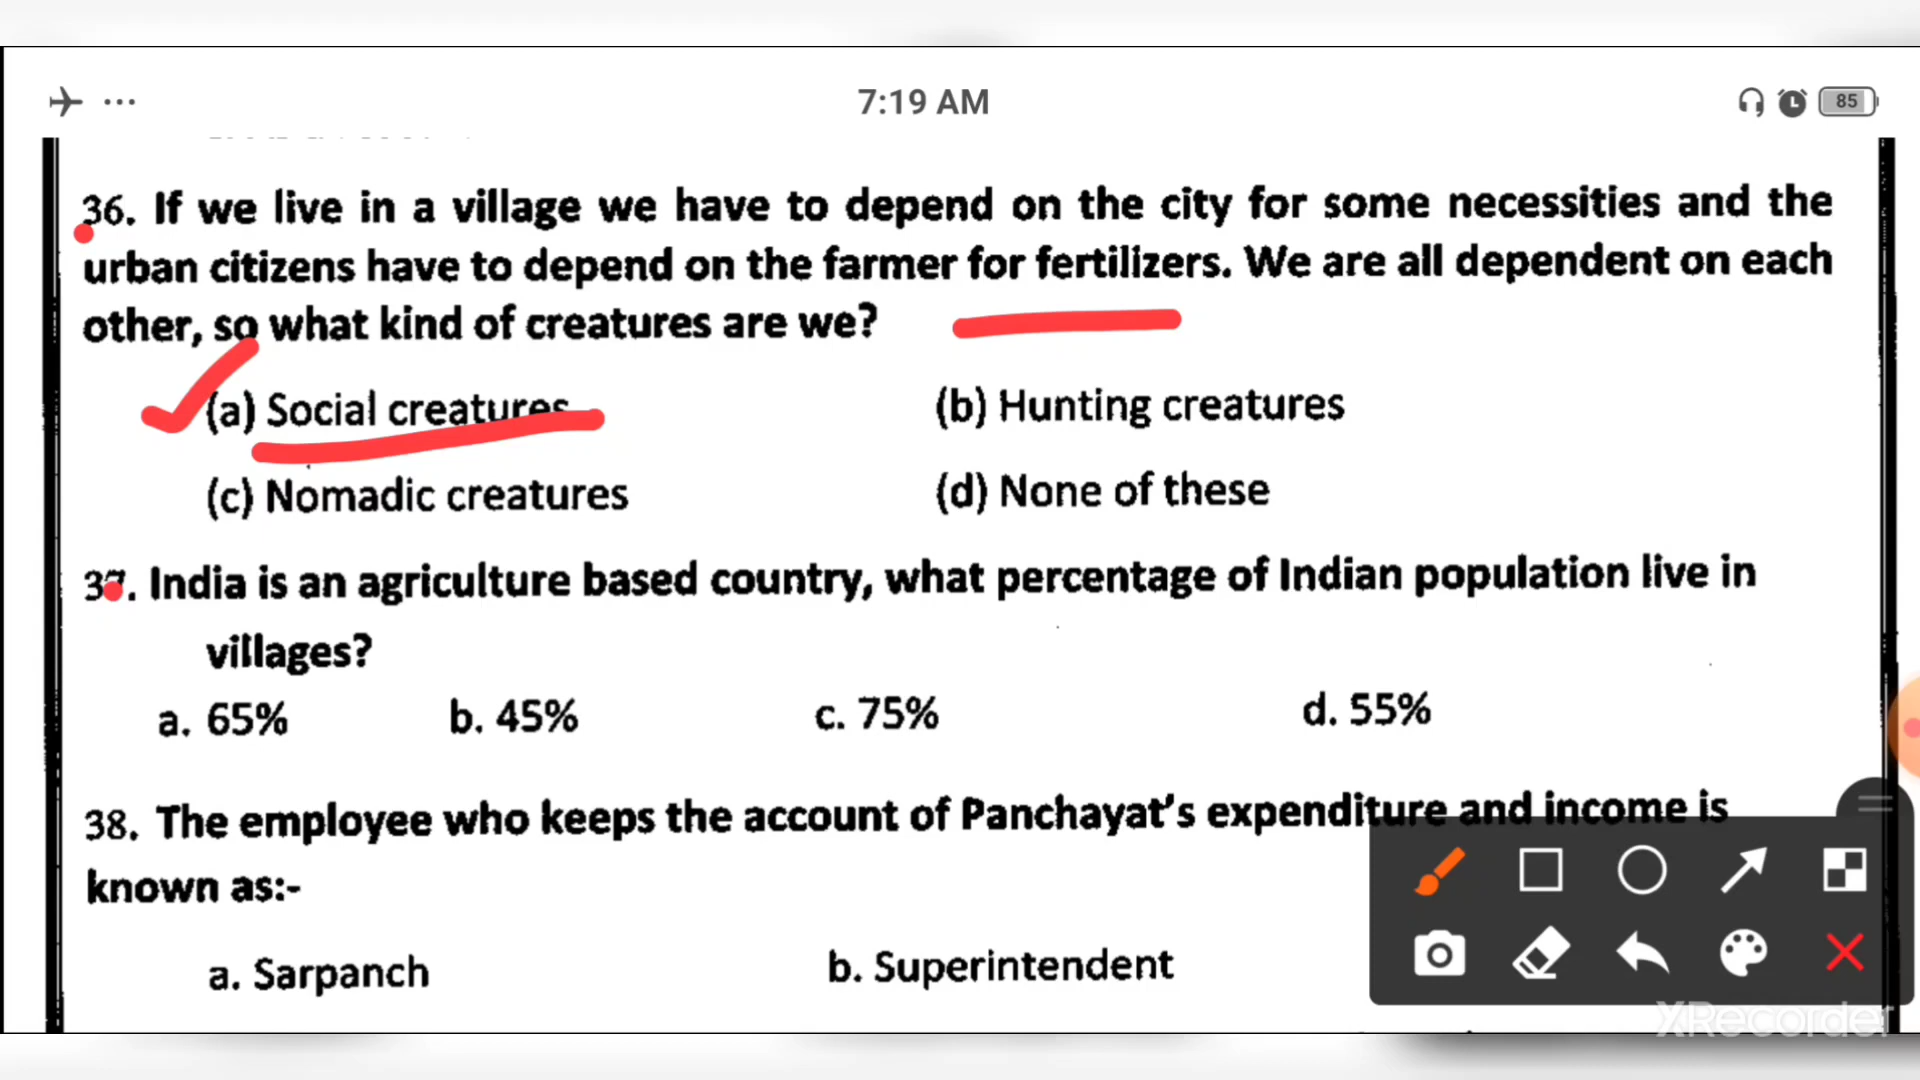 7:19 AM
85
36. If we live in a village we have to depend on the city for some necessities and the
urban citizens have to depend on the farmer for fertilizers. We are all dependent on each
other, so what kind of creatures are we?
(a) Social creatures
(b) Hunting creatures
(c) Nomadic creatures
(d) None of these
37. India is an agriculture based country, what percentage of Indian population live in
villages?
a. 65%
b. 45%
c. 75%
d. 55%
38. The employee who keeps the account of Panchayat's expenditure and income is
known as:-
a. Sarpanch
b. Superintendent
XRecorder